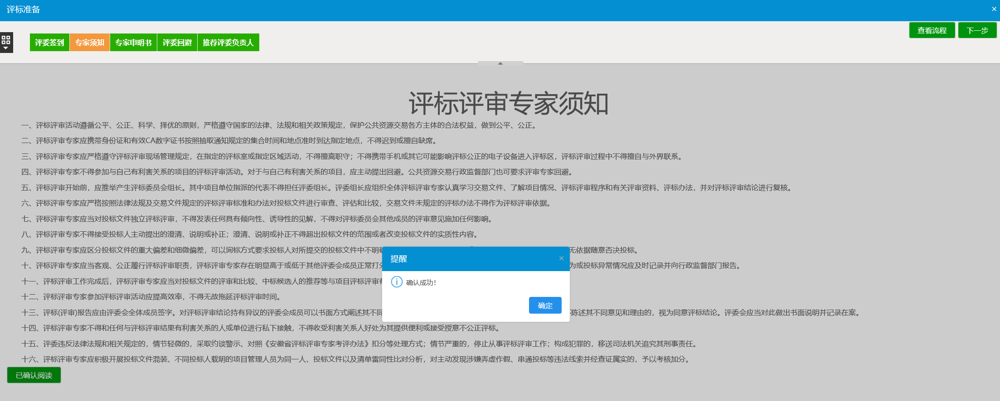 评标准备
查看流程 下一步
评委签到 专家须知 专家申明书 评委回避 推荐评委负责人
评标评审专家须知
一、评标评审活动遵循公平、公正、科学、择优的原则，严格遵守国家的法律、法规和相关政策规定，保护公共资源交易各方主体的合法权益，做到公平、公正。
二、评标评审专家应携带身份证和有效CA数字证书按照抽取通知规定的集合时间和地点准时到达指定地点，不得迟到或擅自缺席。
三、评标评审专家应严格遵守评标评审现场管理规定，在指定的评标室或指定区域活动，不得擅离职守；不得携带手机或其它可能影响评标公正的电子设备进入评标区，评标评审过程中不得擅自与外界联系。
四、评标评审专家不得参加与自己有利害关系的项目的评标评审活动。对于与自己有利害关系的项目，应主动提出回避。公共资源交易行政监督部门也可要求评审专家回避。
五、评标评审开始前，应推举产生评标委员会组长。其中项目单位指派的代表不得担任评委组长。评委组长应组织全体评标评审专家认真学习交易文件、了解项目情况、评标评审程序和有关评审资料、评标办法，并对评标评审结论进行复核。
六、评标评审专家应严格按照法律法规及交易文件规定的评标评审标准和办法对投标文件进行审查、评估和比较，交易文件未规定的评标办法不得作为评标评审依据。
七、评标评审专家应当对投标文件独立评标评审，不得发表任何具有倾向性、诱导性的见解，不得对评标委员会其他成员的评审意见施加任何影响。
八、评标评审专家不得接受投标人主动提出的澄清、说明或补正；澄清、说明或补正不得超出投标文件的范围或者改变投标文件的实质性内容。
九、评标评审专家应区分投标文件的重大偏差和细微偏差，可以询标方式要求投标人对所提交的投标文件中不明 无依据随意否决投标。
十、评标评审专家应当客观、公正履行评标评审职责，评标评审专家存在明显高于或低于其他评委会成员正常打 为或投标异常情况应及时记录并向行政监督部门报告。
十一、评标评审工作完成后，评标评审专家应当对投标文件的评审和比较、中标候选人的推荐等与项目评标评审
十二、评标评审专家参加评标评审活动应提高效率，不得无故拖延评标评审时间。
十三、评标(评审)报告应由评委会全体成员签字。对评标评审结论持有异议的评委会成员可以书面方式阐述其不同 陈述其不同意见和理由的，视为同意评标结论。评委会应当对此做出书面说明并记录在案。
十四、评标评审专家不得和任何与评标评审结果有利害关系的人或单位进行私下接触，不得收受利害关系人好处为其提供便利或接受授意不公正评标。
十五、评委违反法律法规和相关规定的，情节轻微的，采取约谈警示、对照《安徽省评标评审专家考评办法》扣分等处理方式；情节严重的，停止从事评标评审工作；构成犯罪的，移送司法机关追究其刑事责任。
十六、评标评审专家应积极开展投标文件混装、不同投标人载明的项目管理人员为同一人、投标文件以及清单雷同性比对分析，对主动发现涉嫌弄虚作假、串通投标等违法线索并经查证属实的，予以考核加分。
已确认阅读
提醒
确认成功！
确定